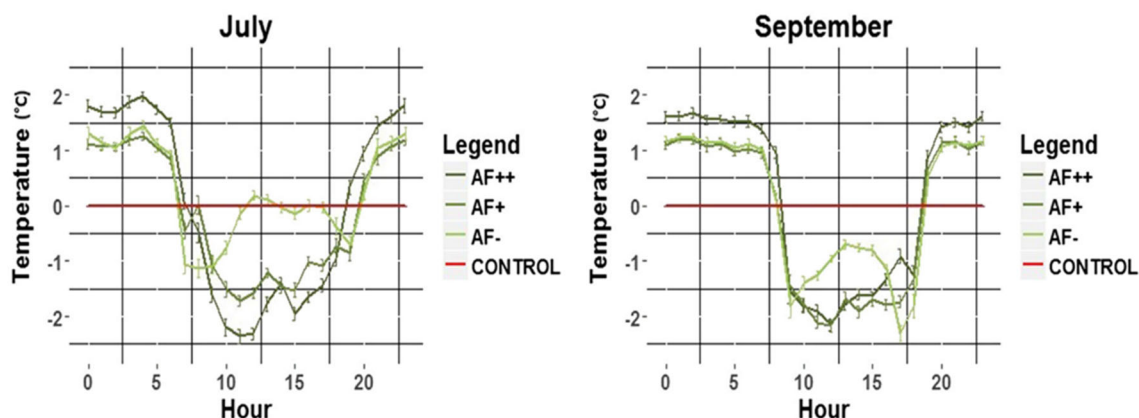 July
Temperature (°C)
2
1
0
-1
-2
0 5 10 15 20
Hour
Legend
AF++
AF+
AF-
CONTROL
September
Temperature (°C)
2
1
0
-1
-2
0 5 10 15 20
Hour
Legend
AF++
AF+
AF-
CONTROL